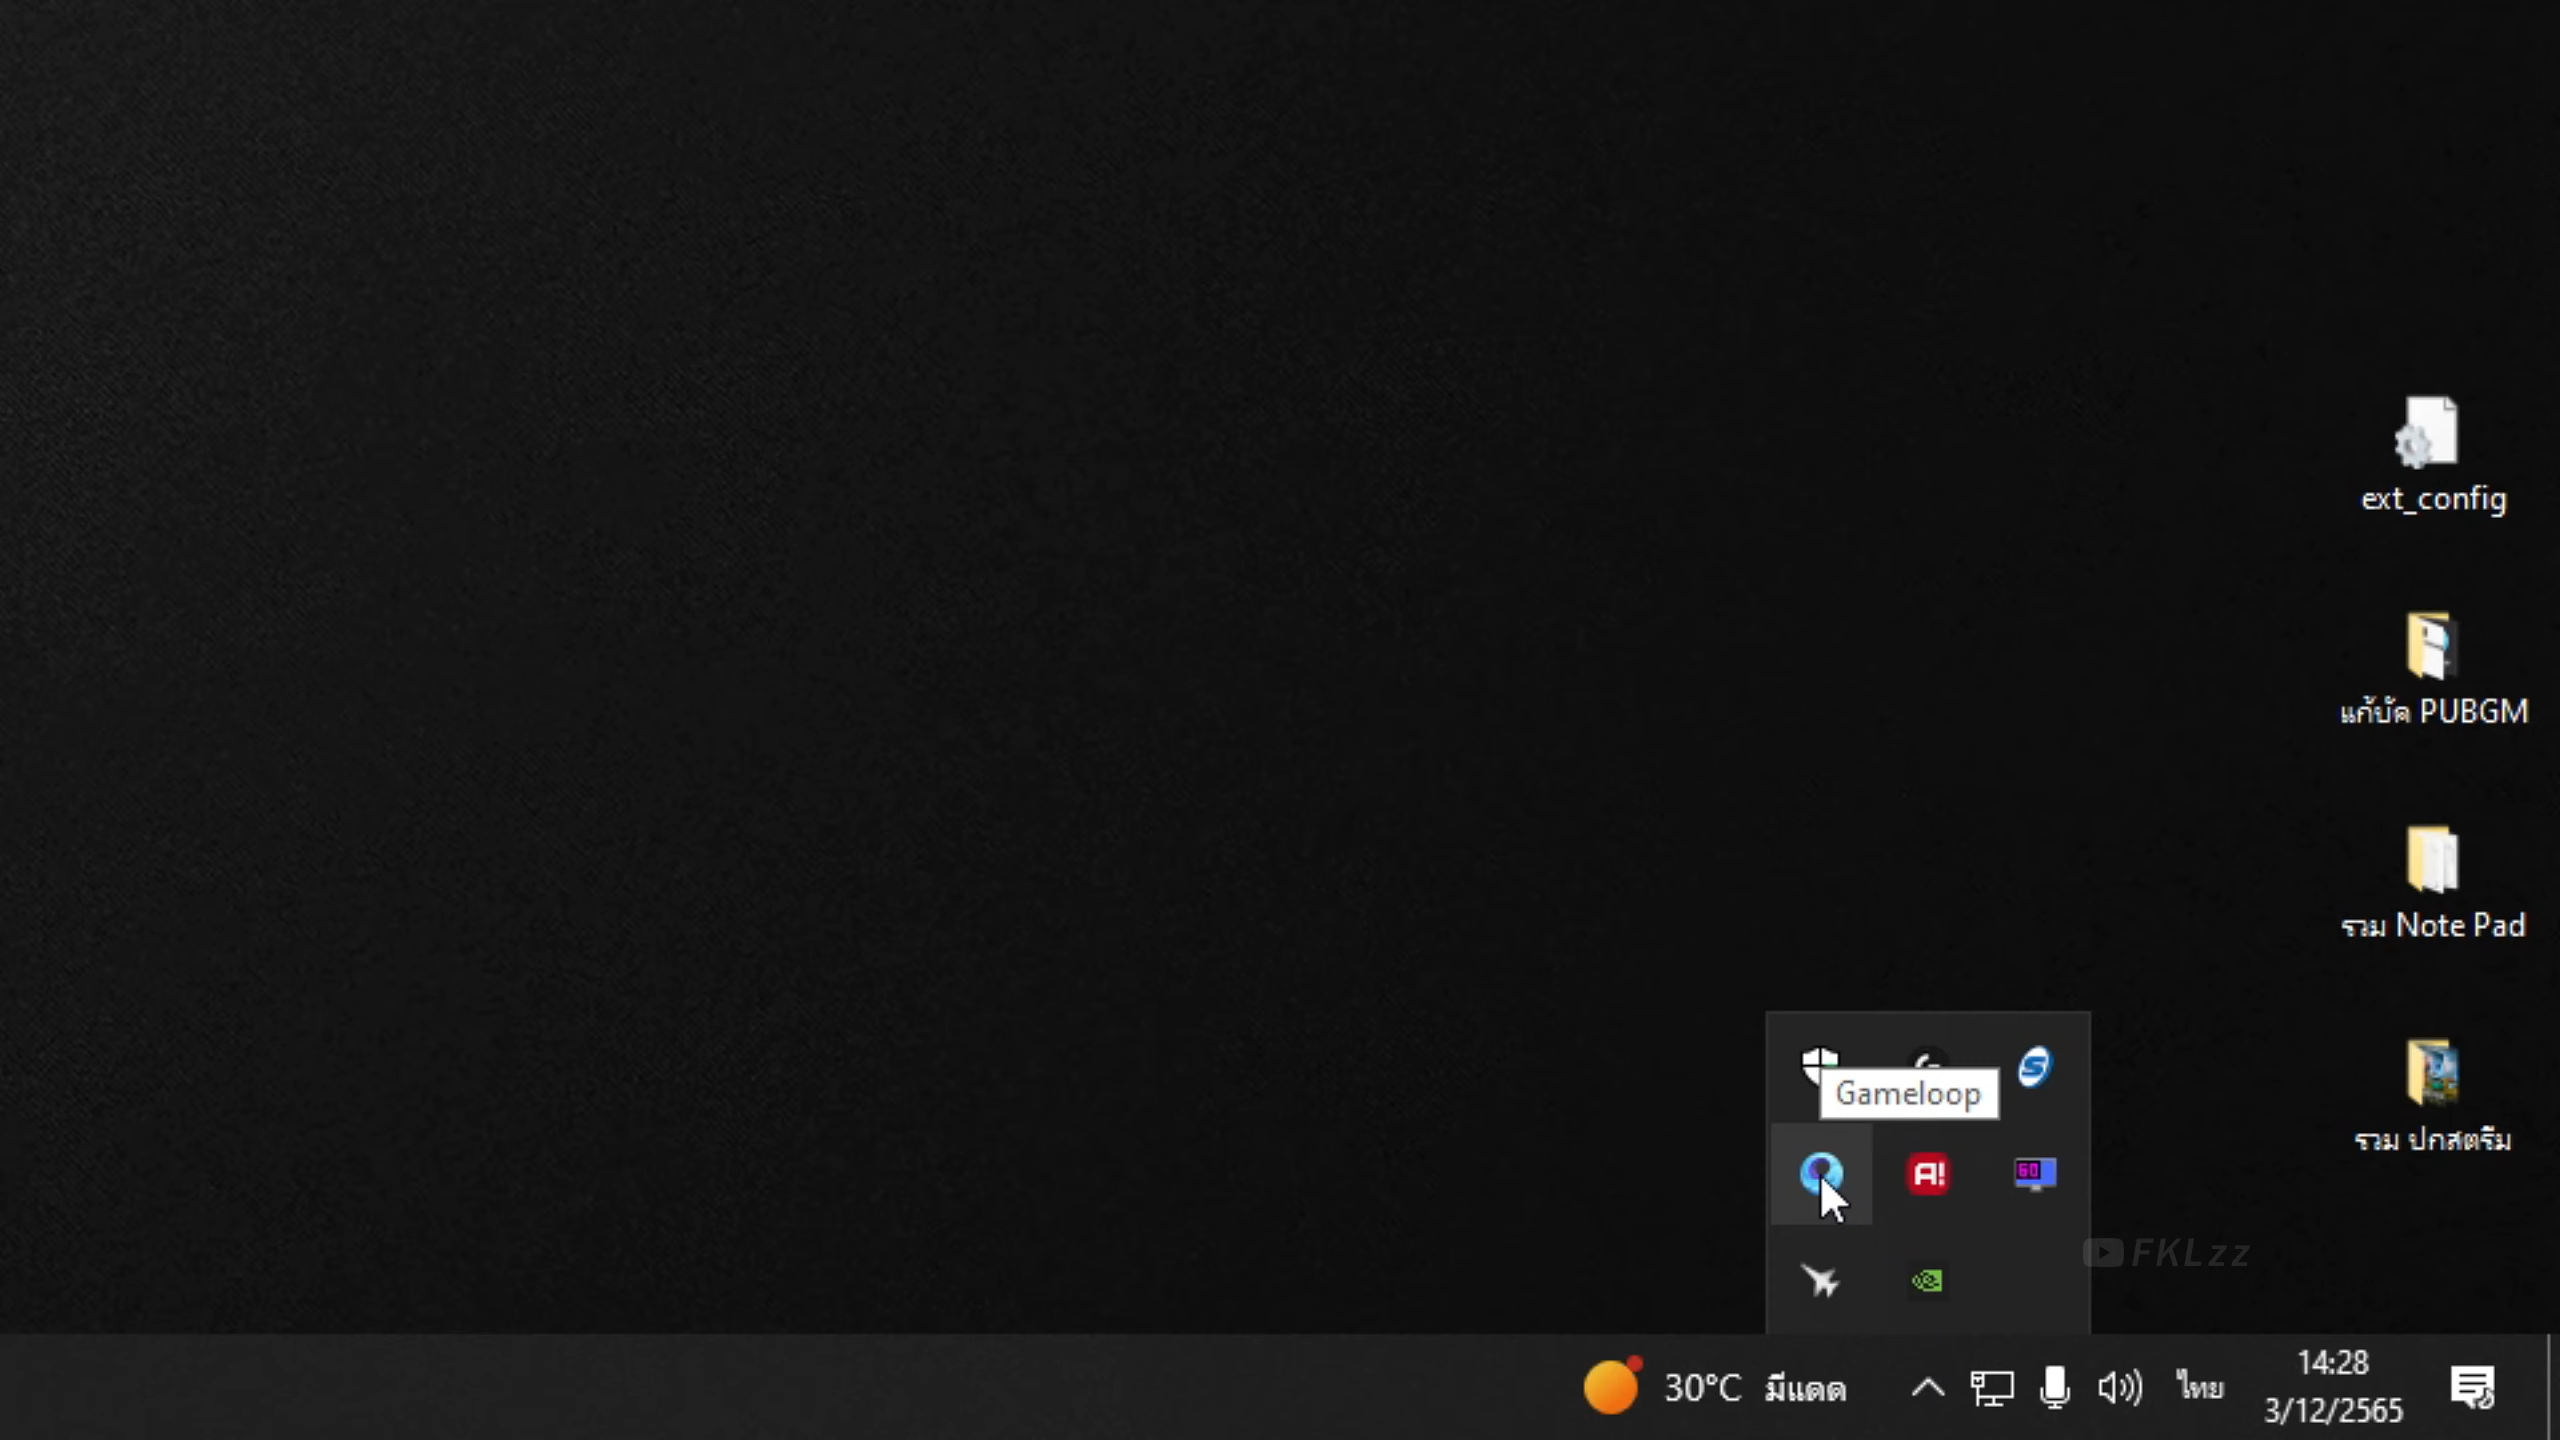 ext_config
แก้บัค PUBGM
รวม Note Pad
รวม ปกสตรีม
Gameloop
A!
60
FKLzz
30°C มีแดด
ไทย
14:28
3/12/2565